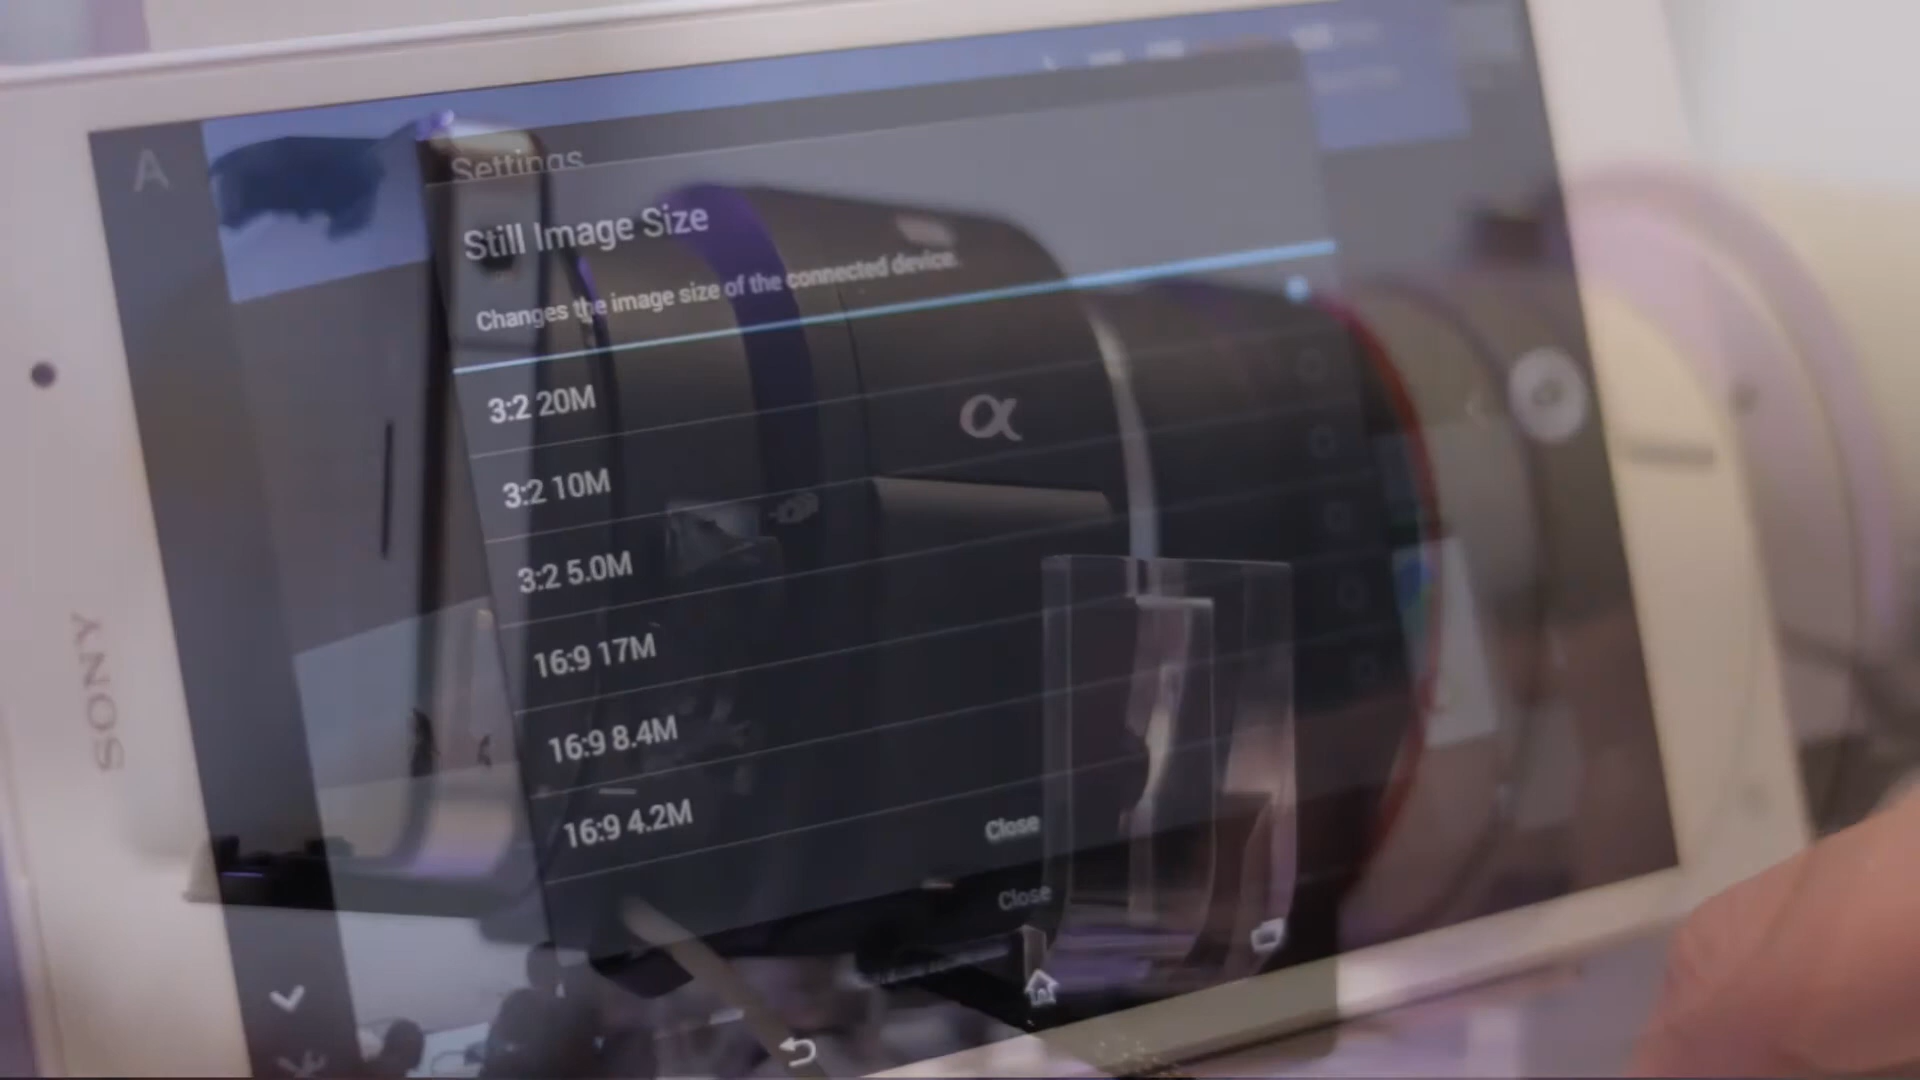 A
Settings
Still Image Size
Changes the image size of the connected device.
3:2 20M
3:2 10M
3:2 5.0M
16:9 17M
16:9 8.4M
16:9 4.2M
Close
Close
α
SONY